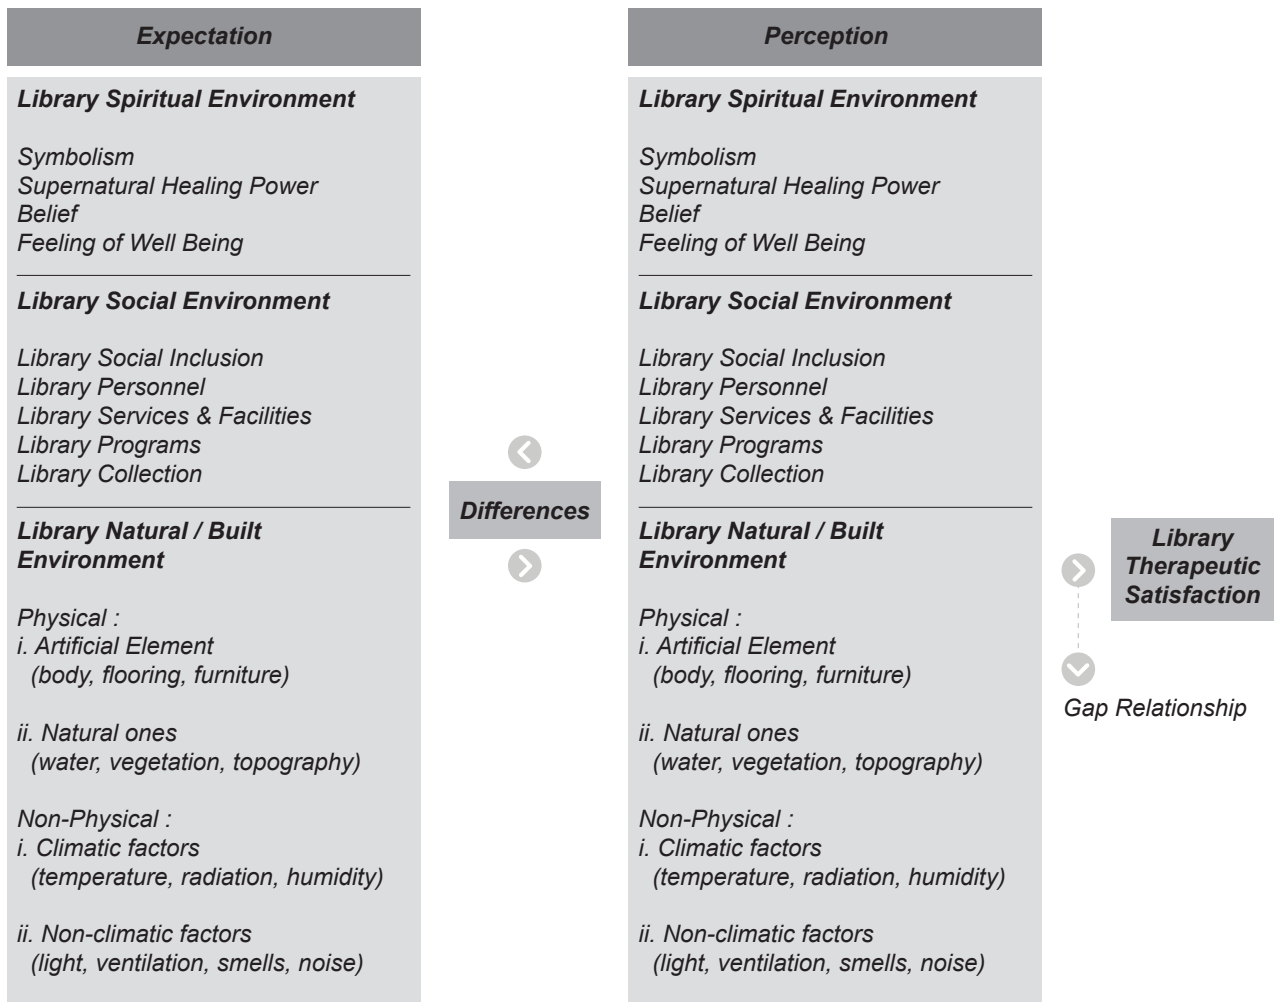 Expectation
Library Spiritual Environment
Symbolism
Supernatural Healing Power
Belief
Feeling of Well Being
Library Social Environment
Library Social Inclusion
Library Personnel
Library Services & Facilities
Library Programs
Library Collection
Library Natural / Built
Environment
Physical :
i. Artificial Element
(body, flooring, furniture)
ii. Natural ones
(water, vegetation, topography)
Non-Physical :
i. Climatic factors
(temperature, radiation, humidity)
ii. Non-climatic factors
(light, ventilation, smells, noise)
Differences
Perception
Library Spiritual Environment
Symbolism
Supernatural Healing Power
Belief
Feeling of Well Being
Library Social Environment
Library Social Inclusion
Library Personnel
Library Services & Facilities
Library Programs
Library Collection
Library Natural / Built
Environment
Physical :
i. Artificial Element
(body, flooring, furniture)
ii. Natural ones
(water, vegetation, topography)
Non-Physical :
i. Climatic factors
(temperature, radiation, humidity)
ii. Non-climatic factors
(light, ventilation, smells, noise)
Library
Therapeutic
Satisfaction
Gap Relationship